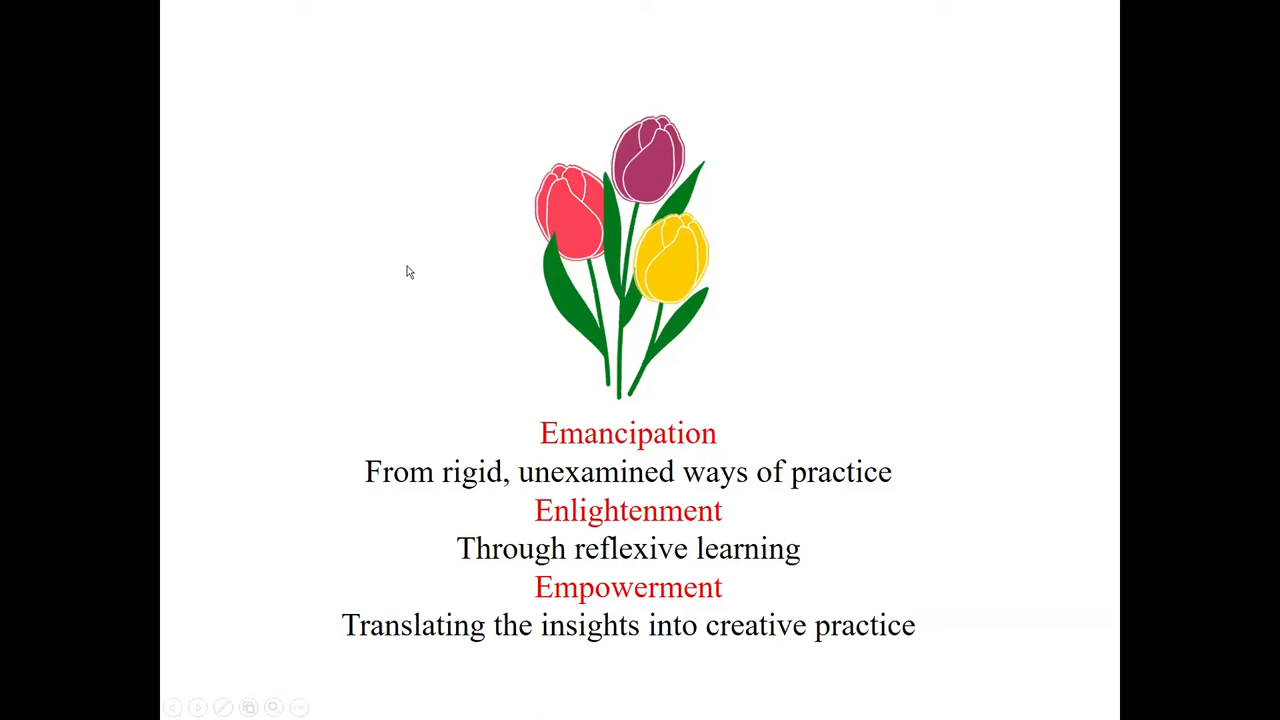 Emancipation
From rigid, unexamined ways of practice
Enlightenment
Through reflexive learning
Empowerment
Translating the insights into creative practice